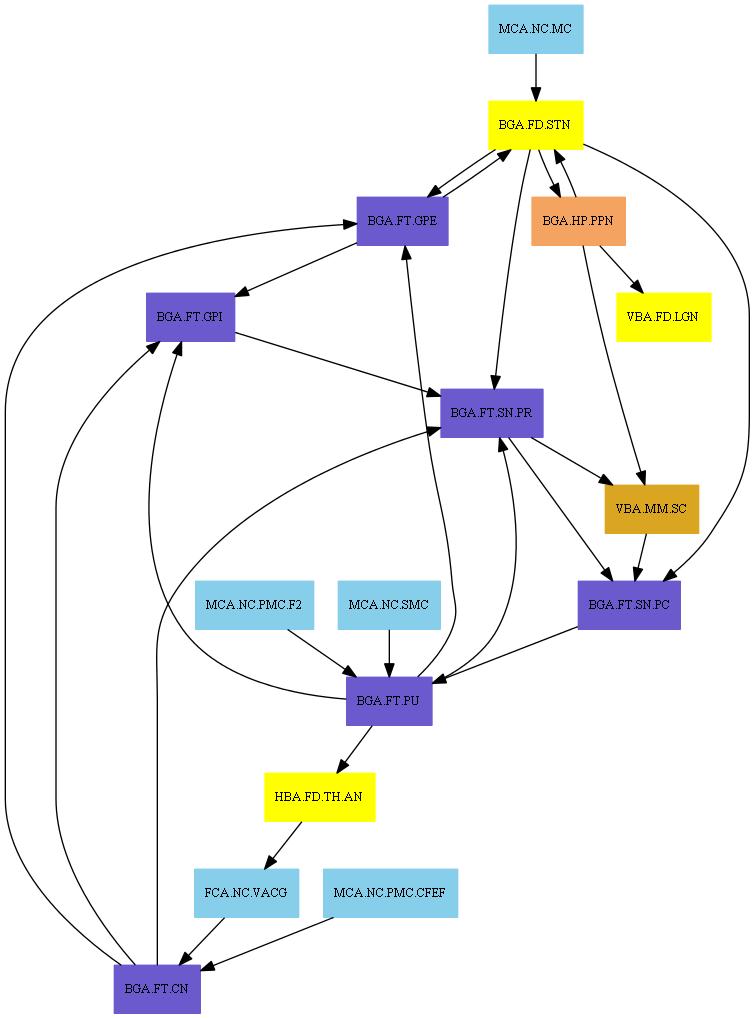 MCA.NC.MC
BGA.FD.STN
BGA.FT.GPE
BGA.HP.PPN
BGA.FT.GPI
VBA.FD.LGN
BGA.FT.SN.PR
VBA.MM.SC
MCA.NC.PMC.F2
MCA.NC.SMC
BGA.FT.SN.PC
BGA.FT.PU
HBA.FD.TH.AN
FCA.NC.VACG
MCA.NC.PMC.CFEF
BGA.FT.CN